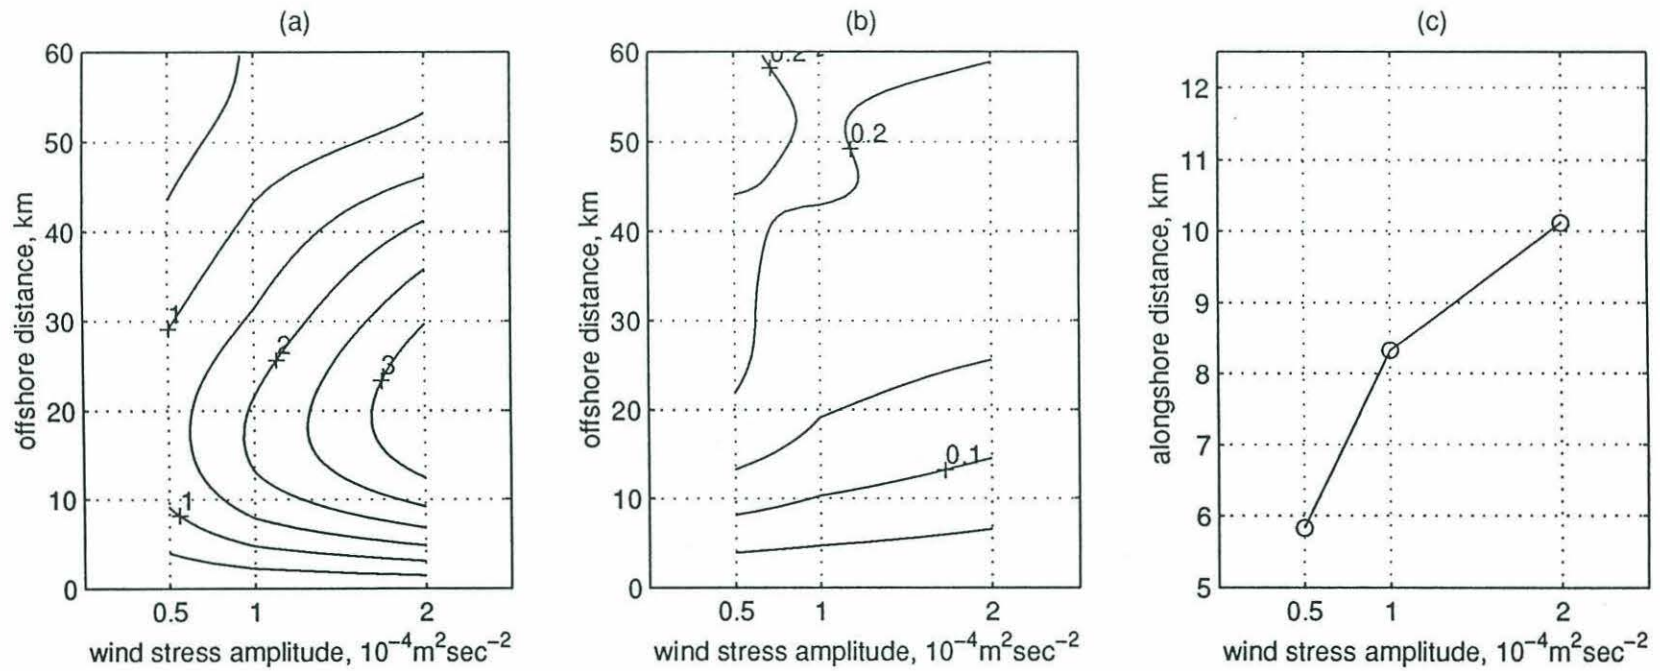 (a)
60
50
40
30
20
10
0
offshore distance, km
1
2
3
1
0.5 1 2
wind stress amplitude, 10⁻⁴m²sec⁻²
(b)
60
50
40
30
20
10
0
offshore distance, km
0.2
0.2
0.1
0.5 1 2
wind stress amplitude, 10⁻⁴m²sec⁻²
(c)
12
11
10
9
8
7
6
5
alongshore distance, km
0.5 1 2
wind stress amplitude, 10⁻⁴m²sec⁻²